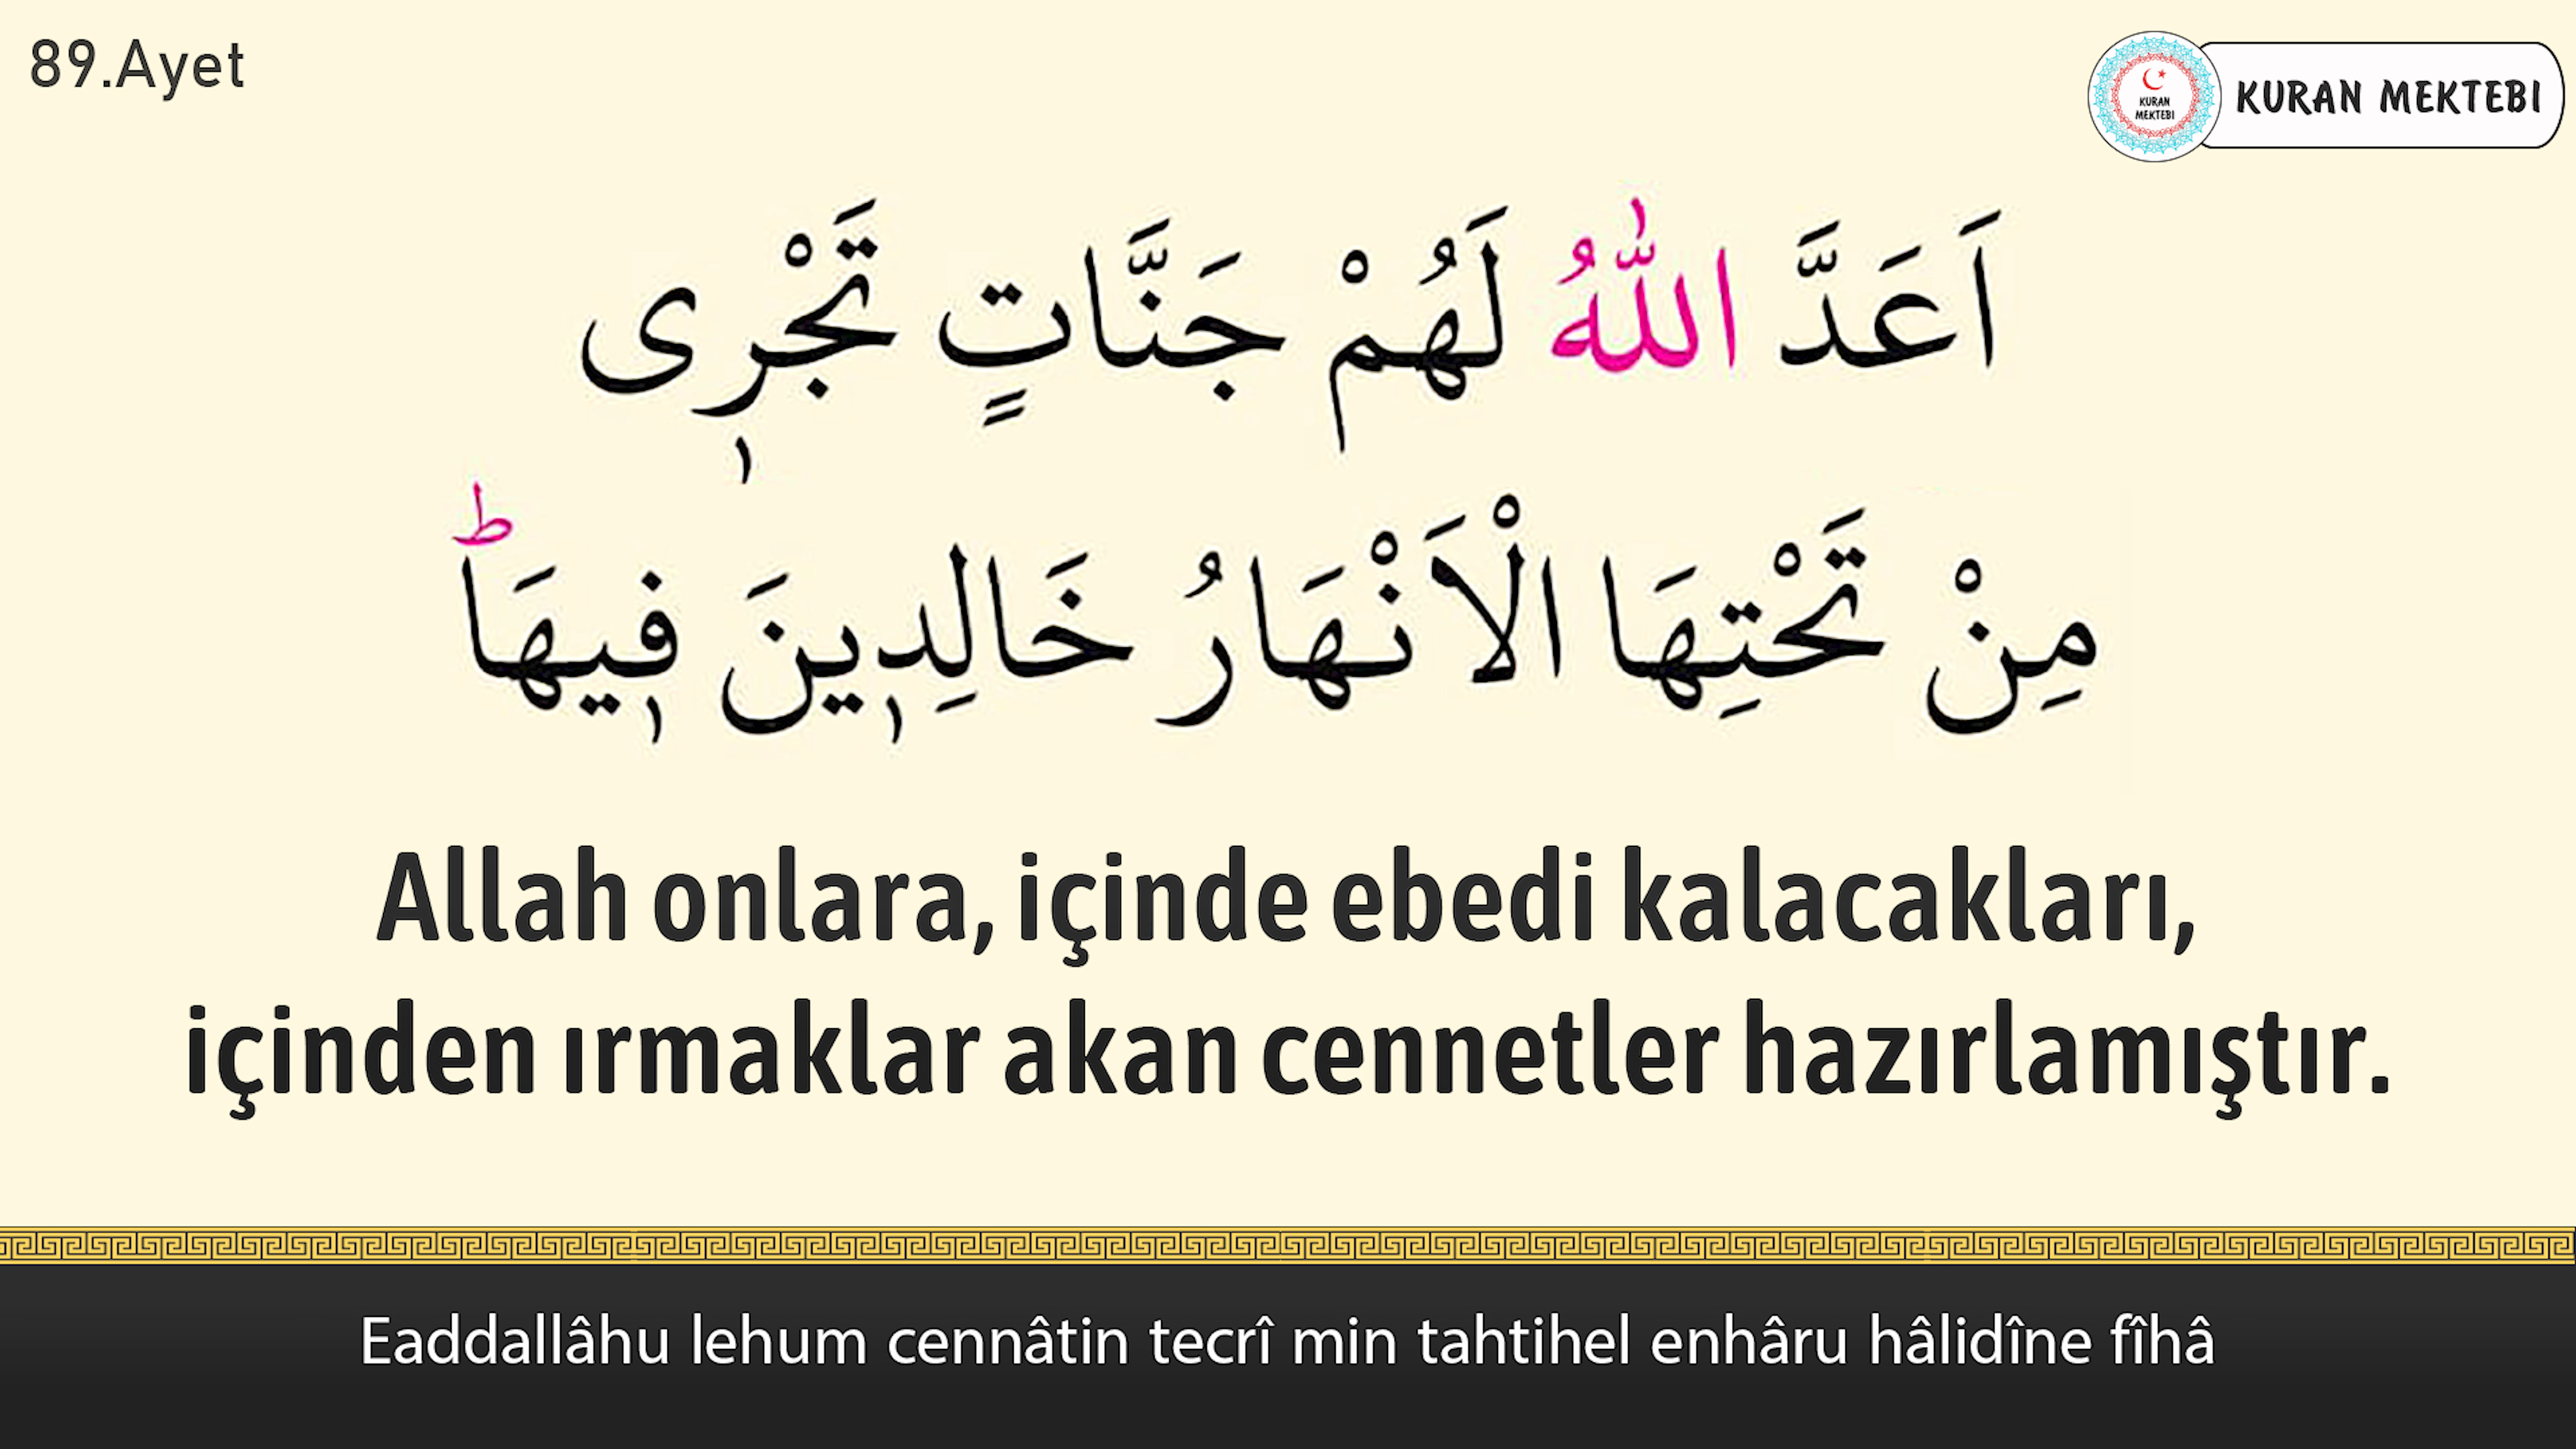 89.Ayet
KURAN
MEKTEBI
KURAN MEKTEBI
اَعَدَّ اللّٰهُ لَهُمْ جَنَّاتٍ تَجْرٖى
مِنْ تَحْتِهَا الْاَنْهَارُ خَالِدٖينَ فٖيهَاؕ
Allah onlara, içinde ebedi kalacakları,
içinden ırmaklar akan cennetler hazırlamıştır.
Eaddallâhu lehum cennâtin tecrî min tahtihel enhâru hâlidîne fîhâ